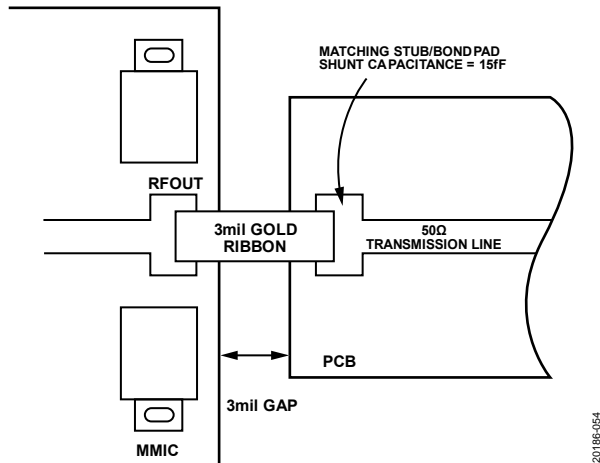 MATCHING STUB/BONDPAD
SHUNT CAPACITANCE = 15fF
RFOUT
3mil GOLD
RIBBON
50Ω
TRANSMISSION LINE
PCB
3mil GAP
MMIC
20186-054